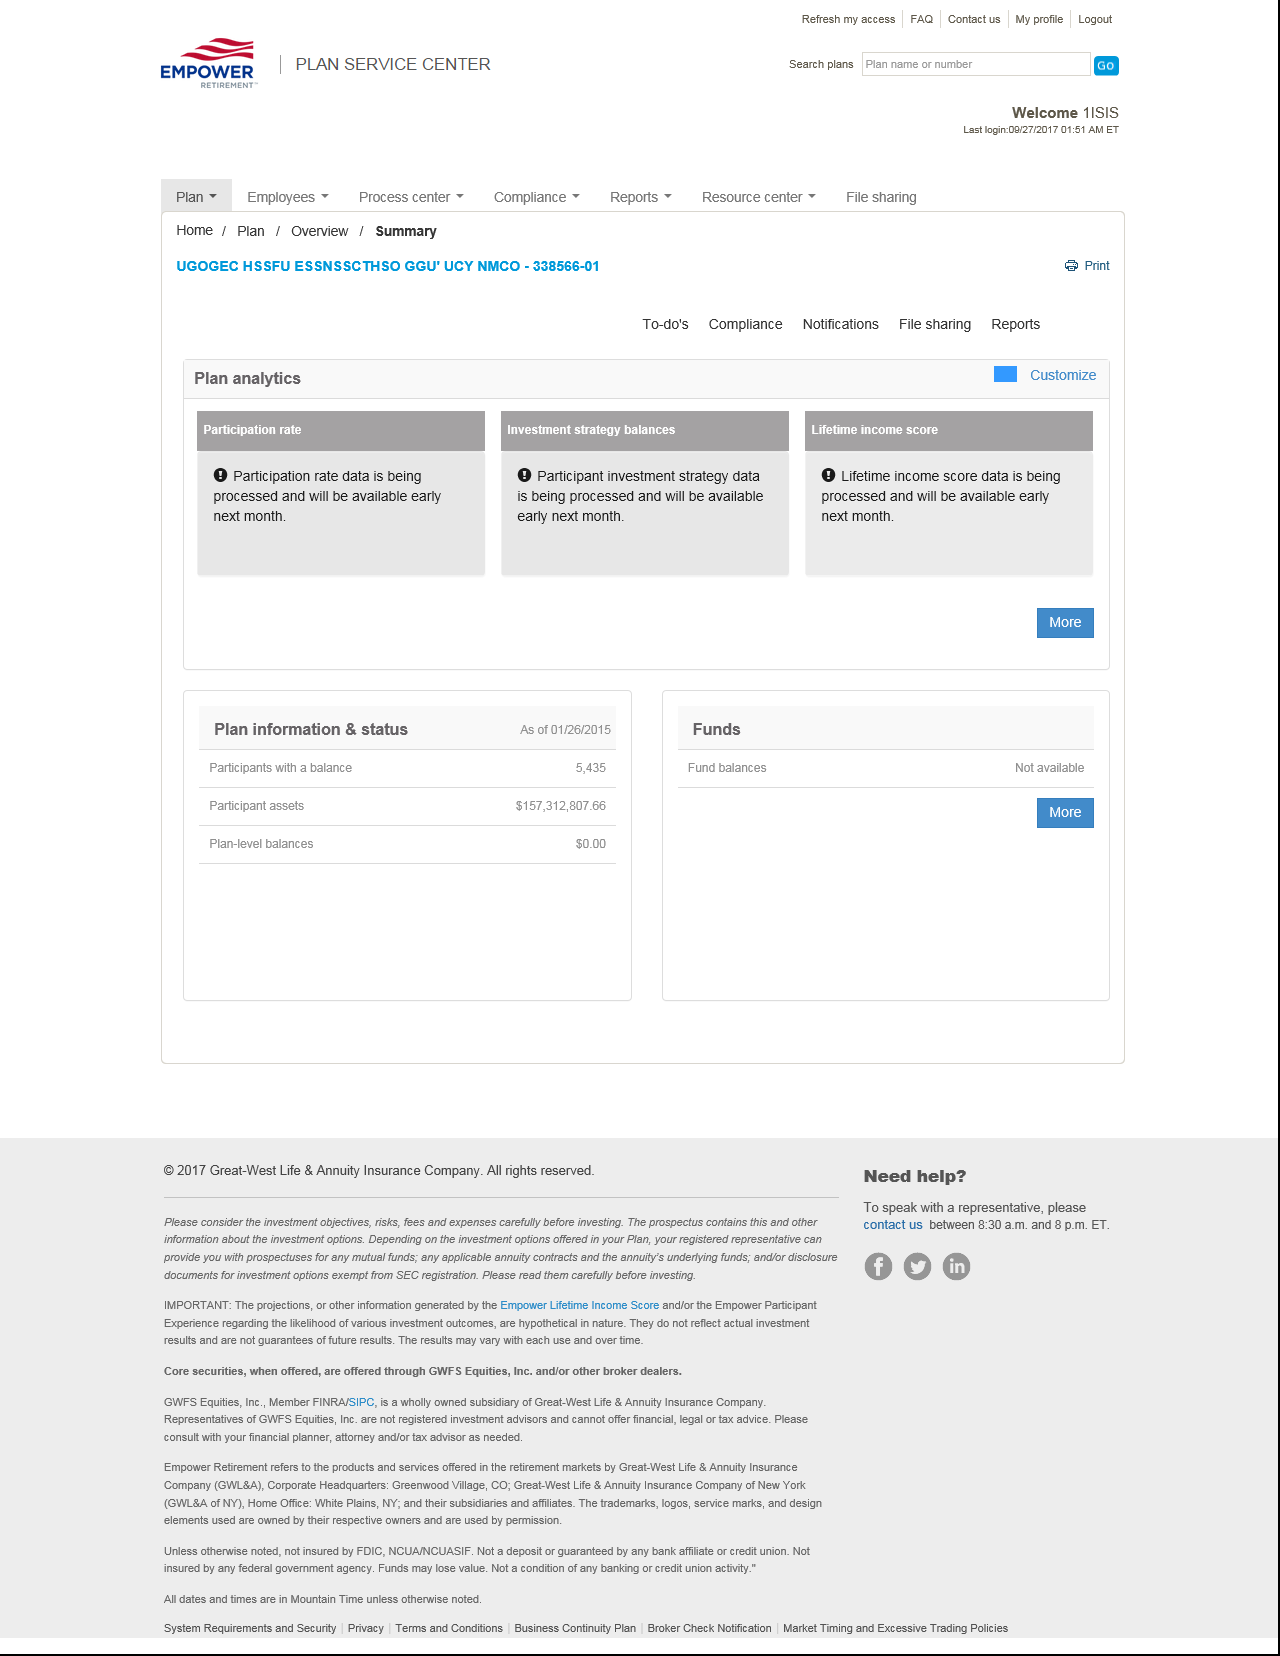 Refresh my access FAQ Contact us My profile Logout
EMPOWER
RETIREMENT™
PLAN SERVICE CENTER
Search plans Plan name or number GO
Welcome 1ISIS
Last login:09/27/2017 01:51 AM ET
Plan Employees Process center Compliance Reports Resource center File sharing
Home / Plan / Overview / Summary
UGOGEC HSSFU ESSNSSCTHSO GGU' UCY NMCO - 338566-01
Print
To-do's Compliance Notifications File sharing Reports
Plan analytics
Customize
Participation rate
Participation rate data is being
processed and will be available early
next month.
Investment strategy balances
Participant investment strategy data
is being processed and will be available
early next month.
Lifetime income score
Lifetime income score data is being
processed and will be available early
next month.
More
Plan information & status As of 01/26/2015
Participants with a balance 5,435
Participant assets $157,312,807.66
Plan-level balances $0.00
Funds
Fund balances Not available
More
© 2017 Great-West Life & Annuity Insurance Company. All rights reserved.
Please consider the investment objectives, risks, fees and expenses carefully before investing. The prospectus contains this and other
information about the investment options. Depending on the investment options offered in your Plan, your registered representative can
provide you with prospectuses for any mutual funds; any applicable annuity contracts and the annuity's underlying funds; and/or disclosure
documents for investment options exempt from SEC registration. Please read them carefully before investing.
IMPORTANT: The projections, or other information generated by the Empower Lifetime Income Score and/or the Empower Participant
Experience regarding the likelihood of various investment outcomes, are hypothetical in nature. They do not reflect actual investment
results and are not guarantees of future results. The results may vary with each use and over time.
Core securities, when offered, are offered through GWFS Equities, Inc. and/or other broker dealers.
GWFS Equities, Inc., Member FINRA/SIPC, is a wholly owned subsidiary of Great-West Life & Annuity Insurance Company.
Representatives of GWFS Equities, Inc. are not registered investment advisors and cannot offer financial, legal or tax advice. Please
consult with your financial planner, attorney and/or tax advisor as needed.
Empower Retirement refers to the products and services offered in the retirement markets by Great-West Life & Annuity Insurance
Company (GWL&A), Corporate Headquarters: Greenwood Village, CO; Great-West Life & Annuity Insurance Company of New York
(GWL&A of NY), Home Office: White Plains, NY; and their subsidiaries and affiliates. The trademarks, logos, service marks, and design
elements used are owned by their respective owners and are used by permission.
Unless otherwise noted, not insured by FDIC, NCUA/NCUASIF. Not a deposit or guaranteed by any bank affiliate or credit union. Not
insured by any federal government agency. Funds may lose value. Not a condition of any banking or credit union activity."
All dates and times are in Mountain Time unless otherwise noted.
System Requirements and Security | Privacy | Terms and Conditions | Business Continuity Plan | Broker Check Notification | Market Timing and Excessive Trading Policies
Need help?
To speak with a representative, please
contact us between 8:30 a.m. and 8 p.m. ET.
f in